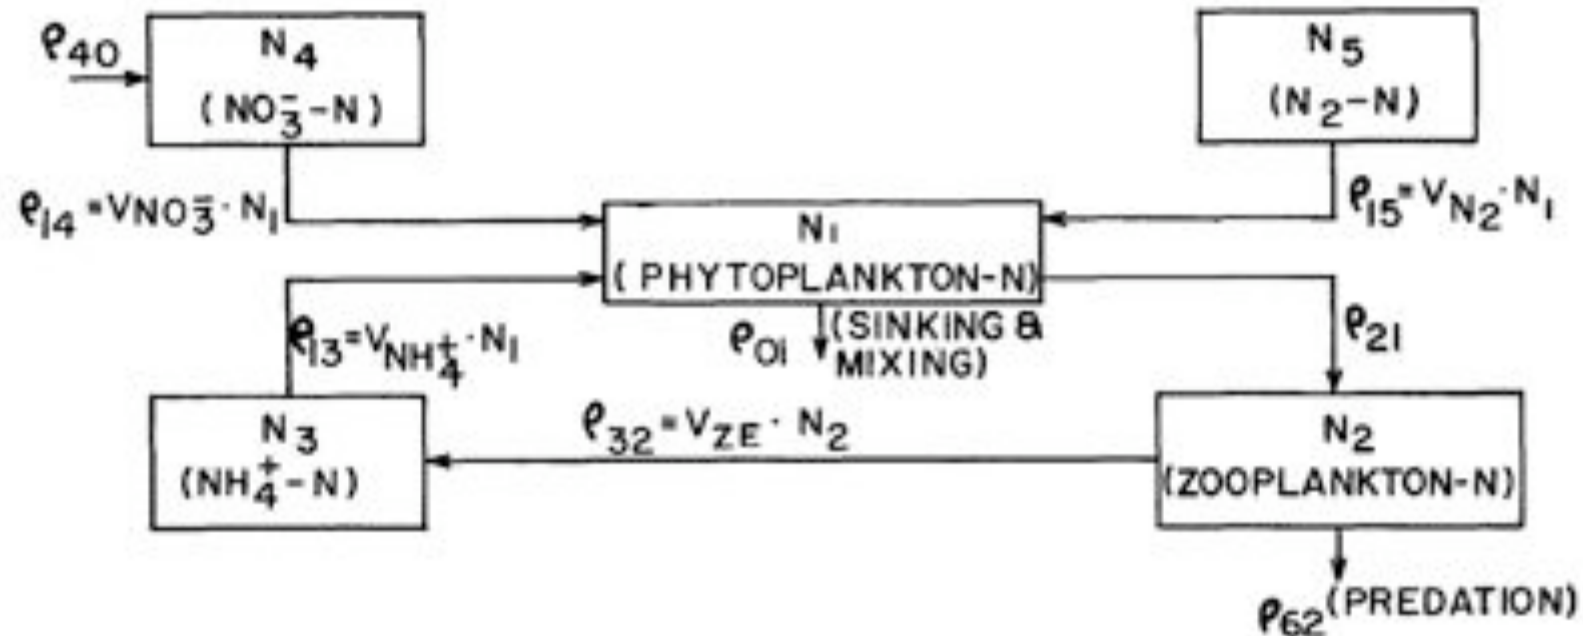 ρ40
N4
(NO3⁻-N)
N5
(N2-N)
ρ14=VNO3⁻·N1
ρ15=VN2·N1
N1
(PHYTOPLANKTON-N)
ρ13=VNH4⁺·N1
ρ01
(SINKING &
MIXING)
ρ21
N3
(NH4⁺-N)
ρ32=VZE·N2
N2
(ZOOPLANKTON-N)
ρ62(PREDATION)